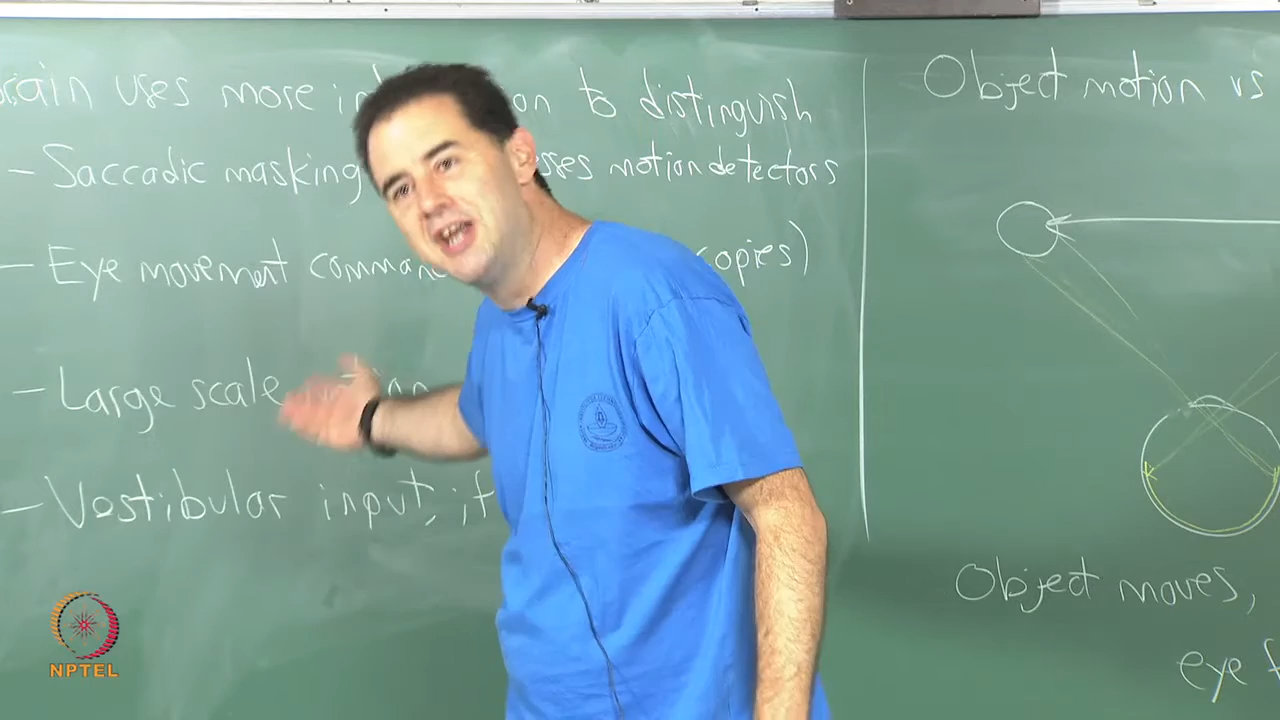 rain uses more in on to distinguish
- Saccadic masking sses motion detectors
- Eye movement comman copies)
- Large scale
- Vestibular input, if
Object motion vs
Object moves,
eye f
NPTEL